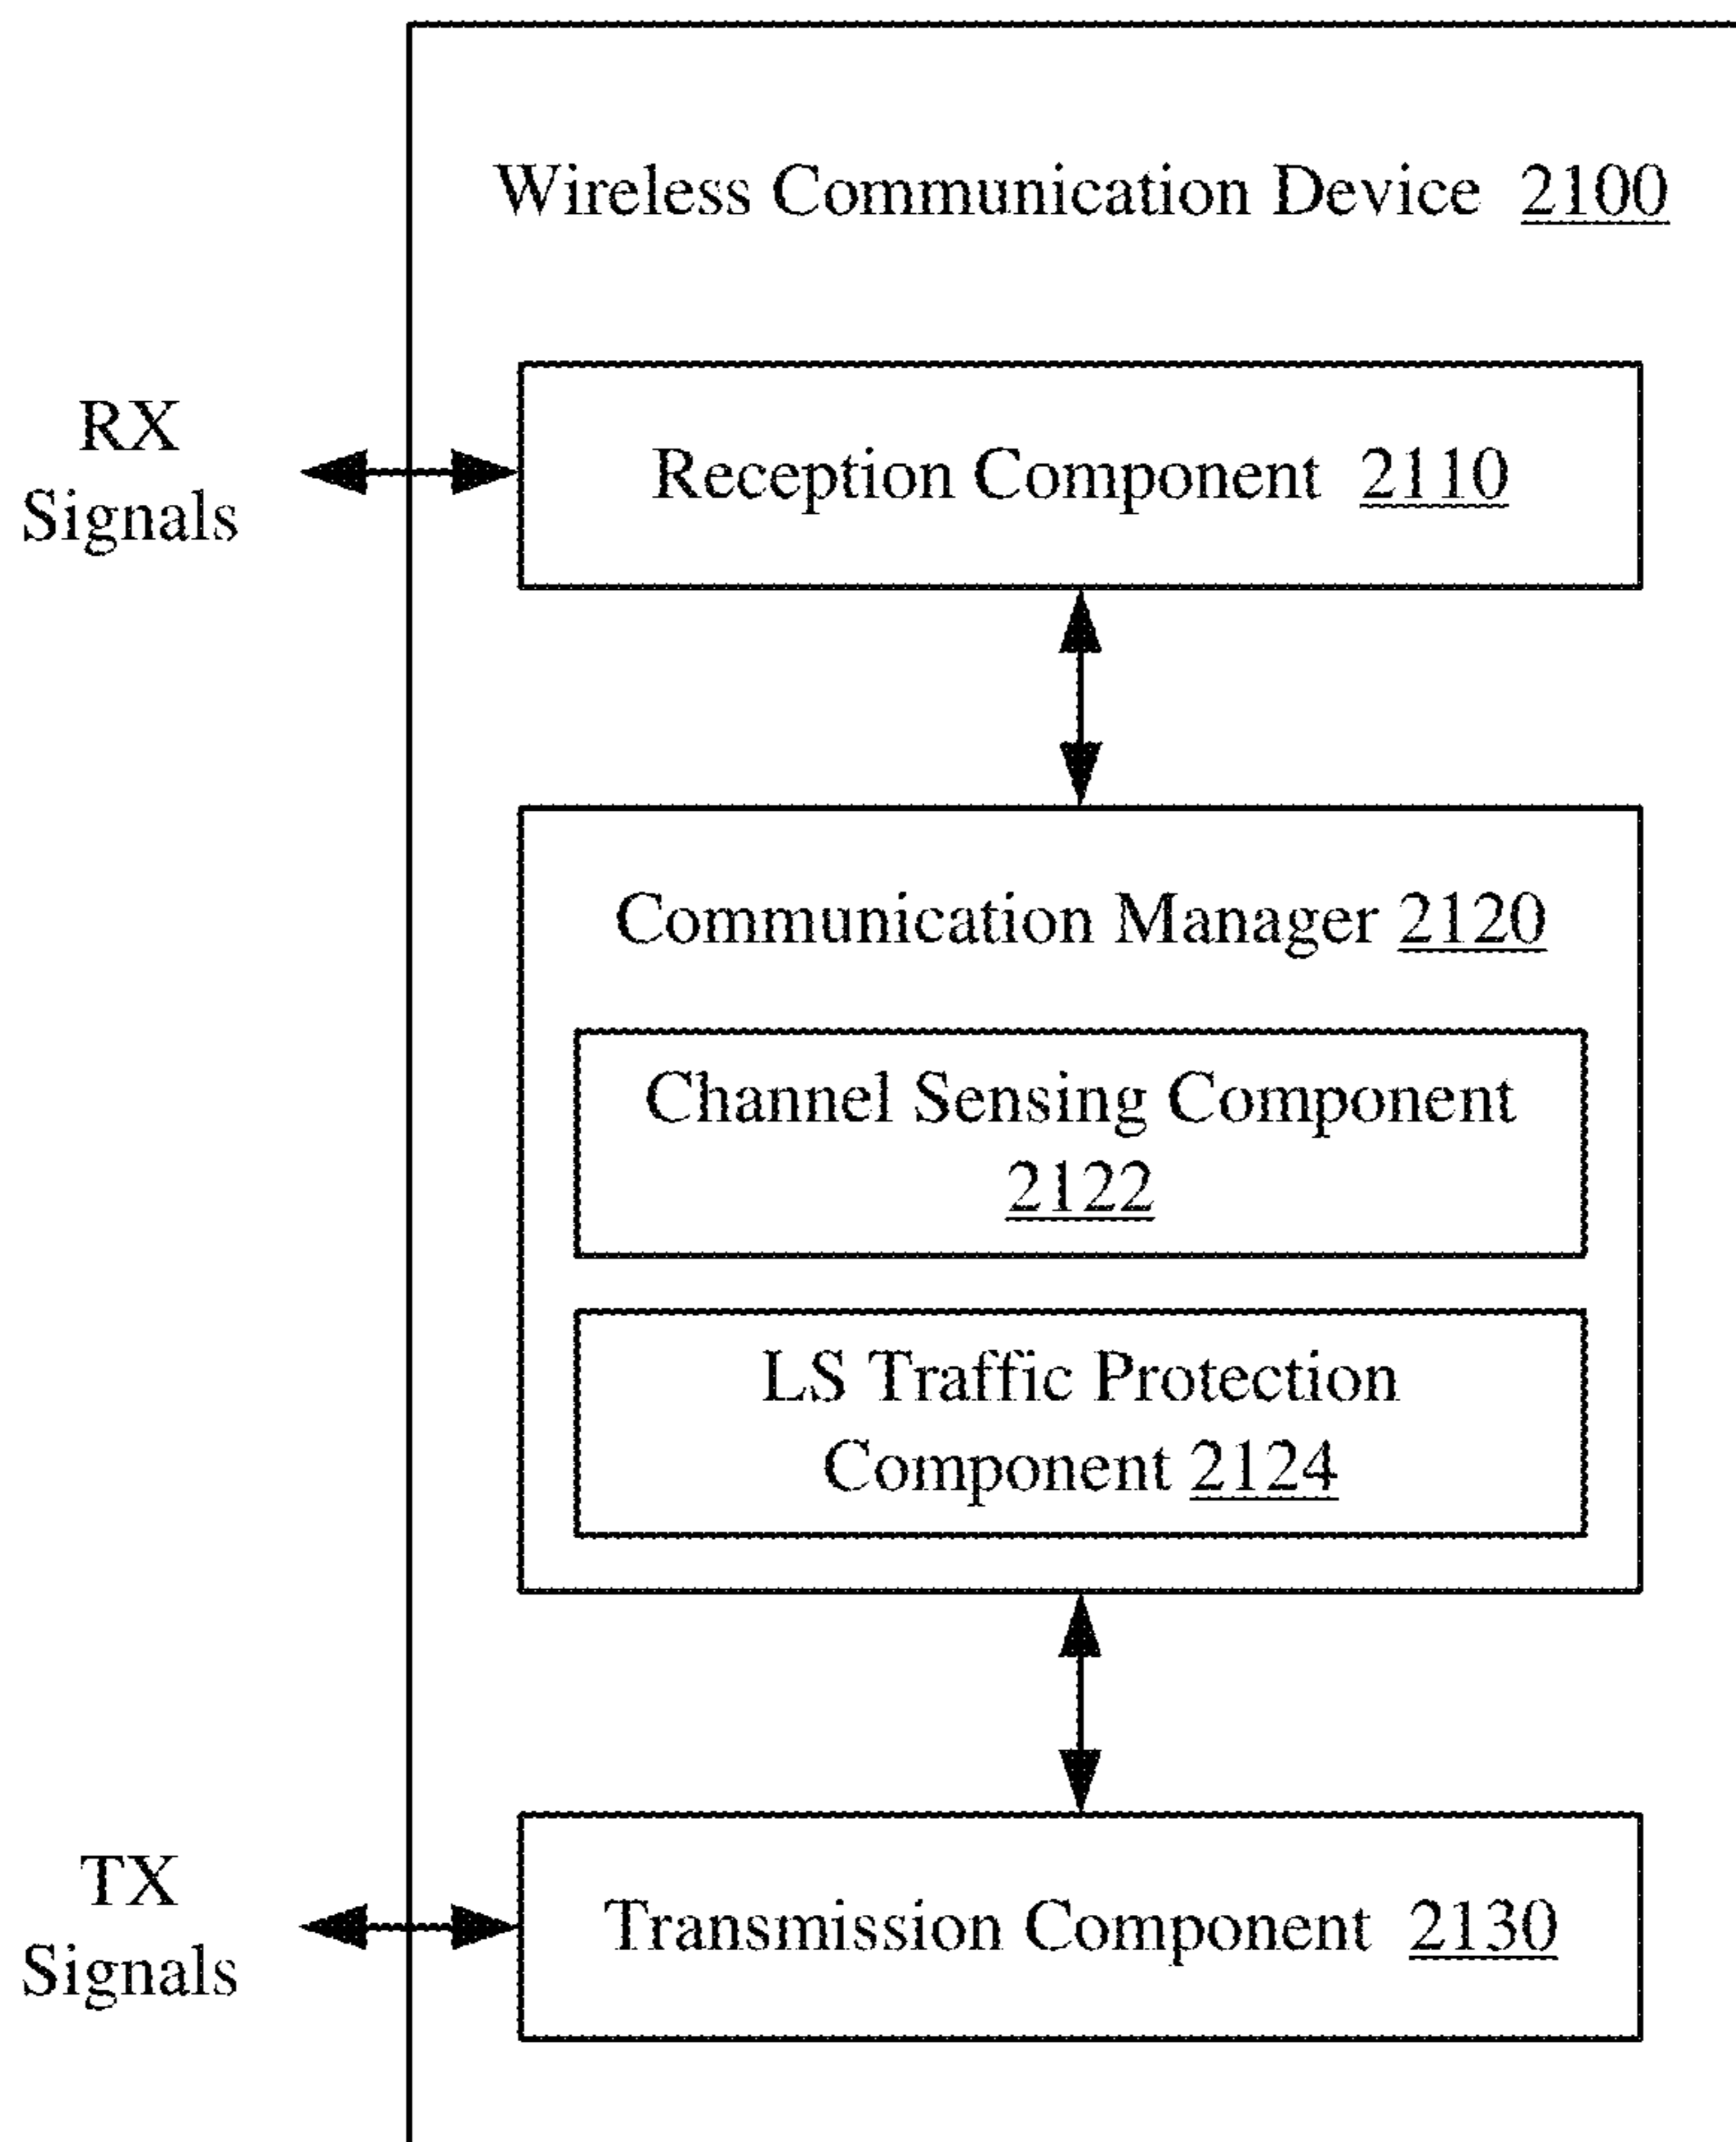 Wireless Communication Device 2100
RX
Signals
Reception Component 2110
Communication Manager 2120
Channel Sensing Component
2122
LS Traffic Protection
Component 2124
TX
Signals
Transmission Component 2130